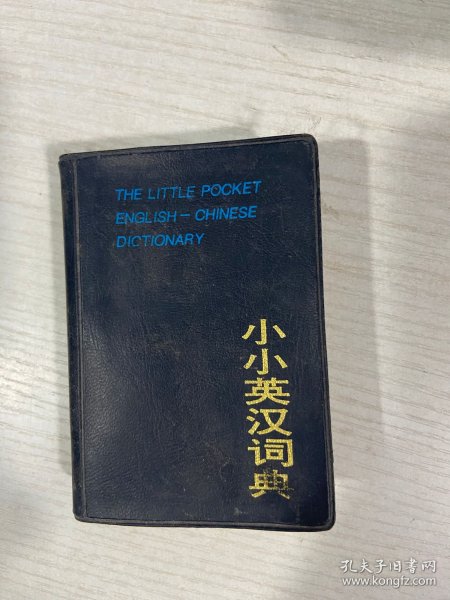 THE LITTLE POCKET
ENGLISH — CHINESE
DICTIONARY
小小英汉词典
孔夫子旧书网
www.kongfz.com